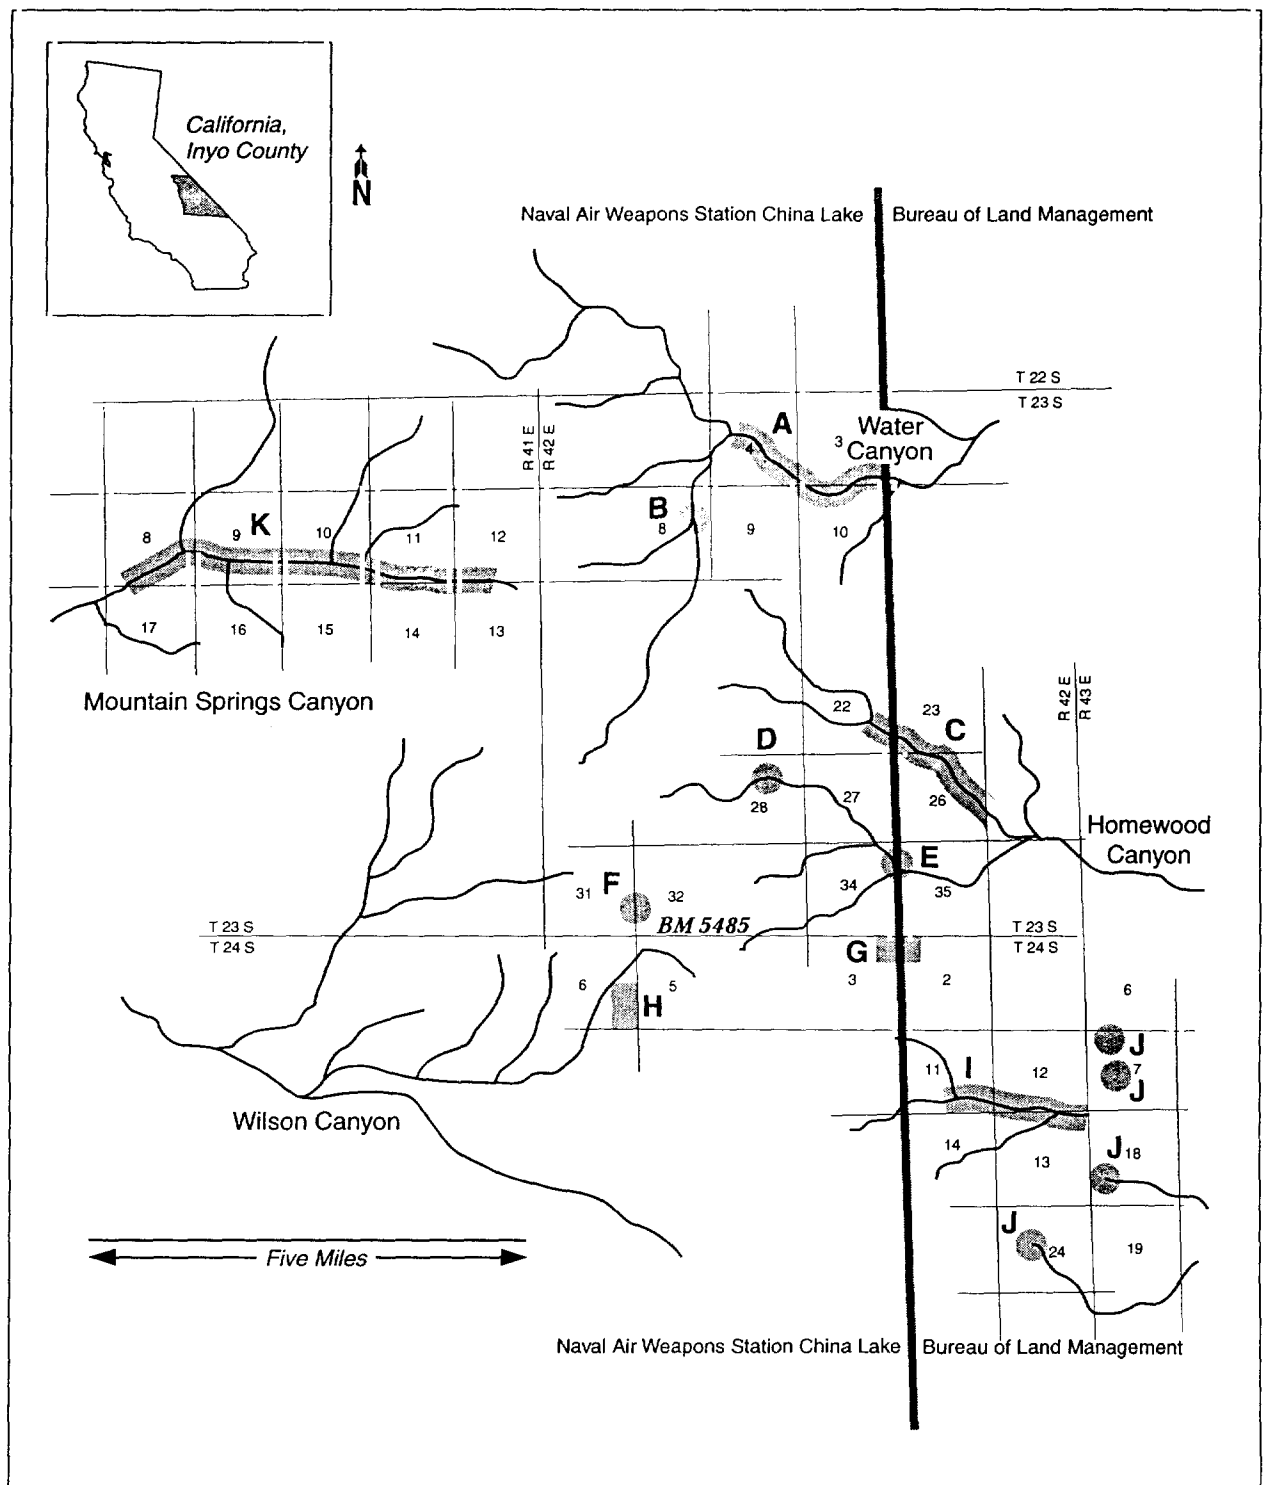 California,
Inyo County
N
Naval Air Weapons Station China Lake
Bureau of Land Management
T 22 S
T 23 S
A
Water
Canyon
3
4
R 41 E
R 42 E
B
8
9
10
K
8
9
10
11
12
17
16
15
14
13
Mountain Springs Canyon
R 42 E
R 43 E
22
23
C
D
28
27
26
Homewood
Canyon
E
F
31
32
34
35
BM 5485
T 23 S
T 24 S
T 23 S
T 24 S
G
6
5
H
3
2
6
J
7
J
11
I
12
Wilson Canyon
14
13
J
18
J
24
19
Five Miles
Naval Air Weapons Station China Lake
Bureau of Land Management